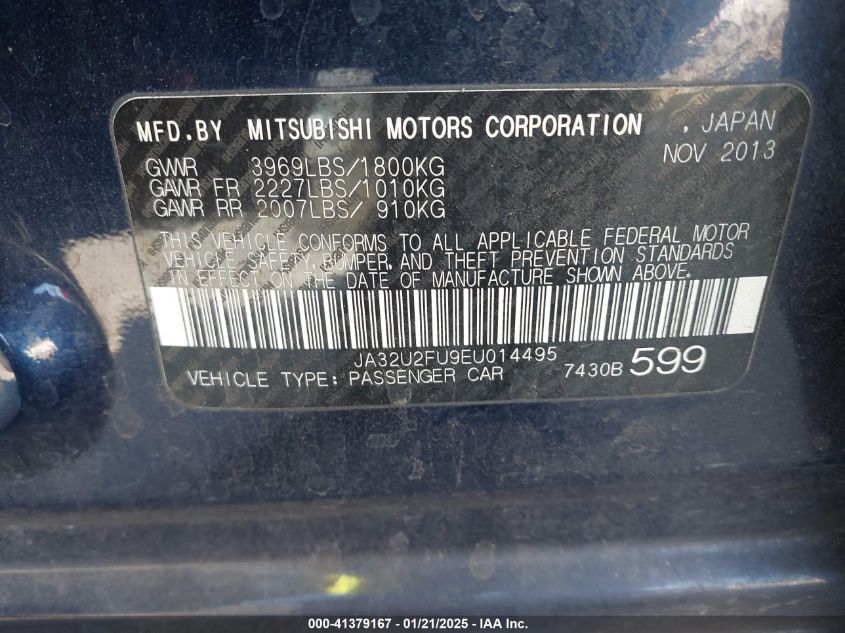 MFD.BY MITSUBISHI MOTORS CORPORATION , JAPAN
NOV 2013
GVWR 3969LBS/1800KG
GAWR FR 2227LBS/1010KG
GAWR RR 2007LBS/ 910KG
THIS VEHICLE CONFORMS TO ALL APPLICABLE FEDERAL MOTOR
VEHICLE SAFETY, BUMPER, AND THEFT PREVENTION STANDARDS
IN EFFECT ON THE DATE OF MANUFACTURE SHOWN ABOVE.
JA32U2FU9EU014495
VEHICLE TYPE: PASSENGER CAR 7430B 599
000-41379167 - 01/21/2025 - IAA Inc.